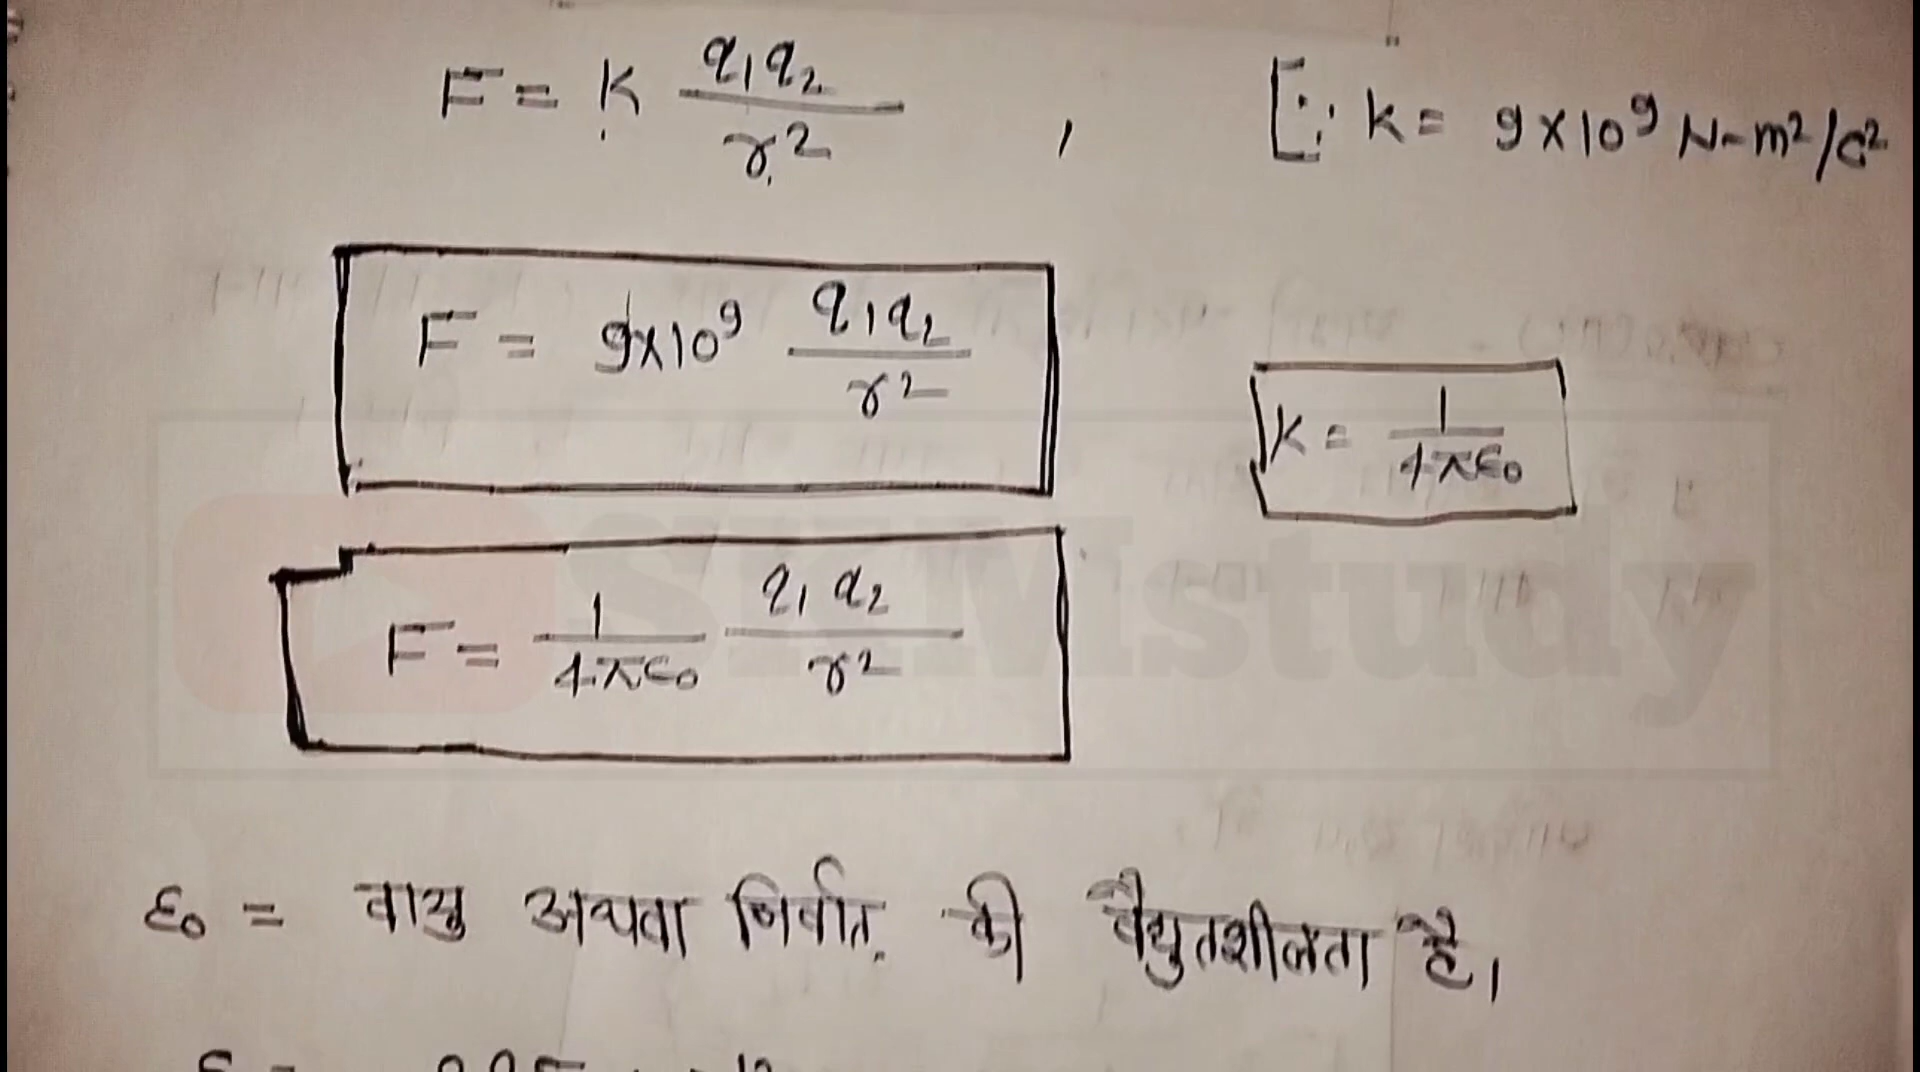 F = K q₁q₂ / r² , [∵ K = 9×10⁹ N-m²/C²
F = 9×10⁹ q₁q₂ / r²
K = 1 / 4πε₀
F = 1 / 4πε₀ q₁q₂ / r²
study
ε₀ = वायु अथवा निर्वात की वैद्युतशीलता है।